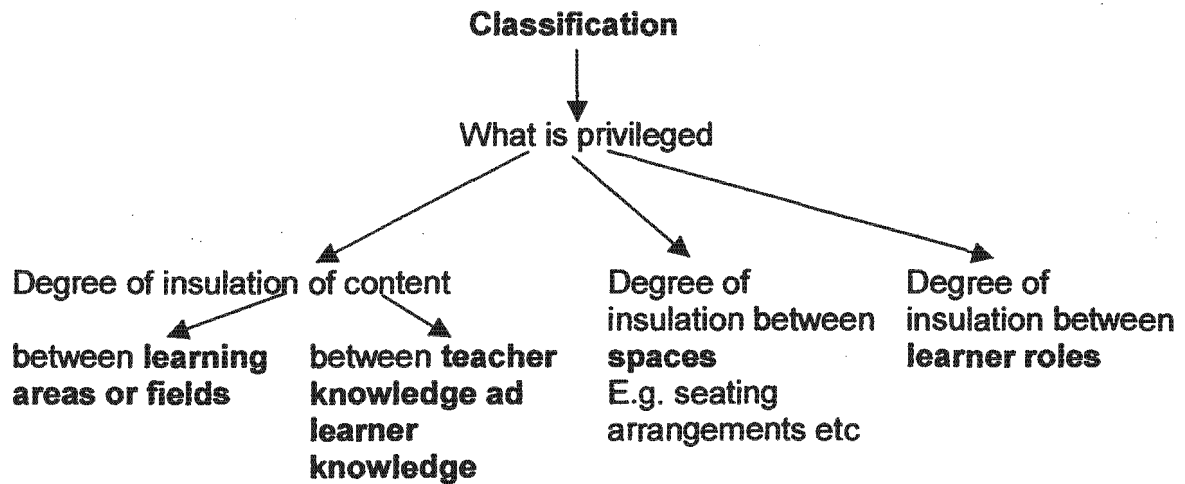 Classification
What is privileged
Degree of insulation of content
between learning
areas or fields
between teacher
knowledge ad
learner
knowledge
Degree of
insulation between
spaces
E.g. seating
arrangements etc
Degree of
insulation between
learner roles